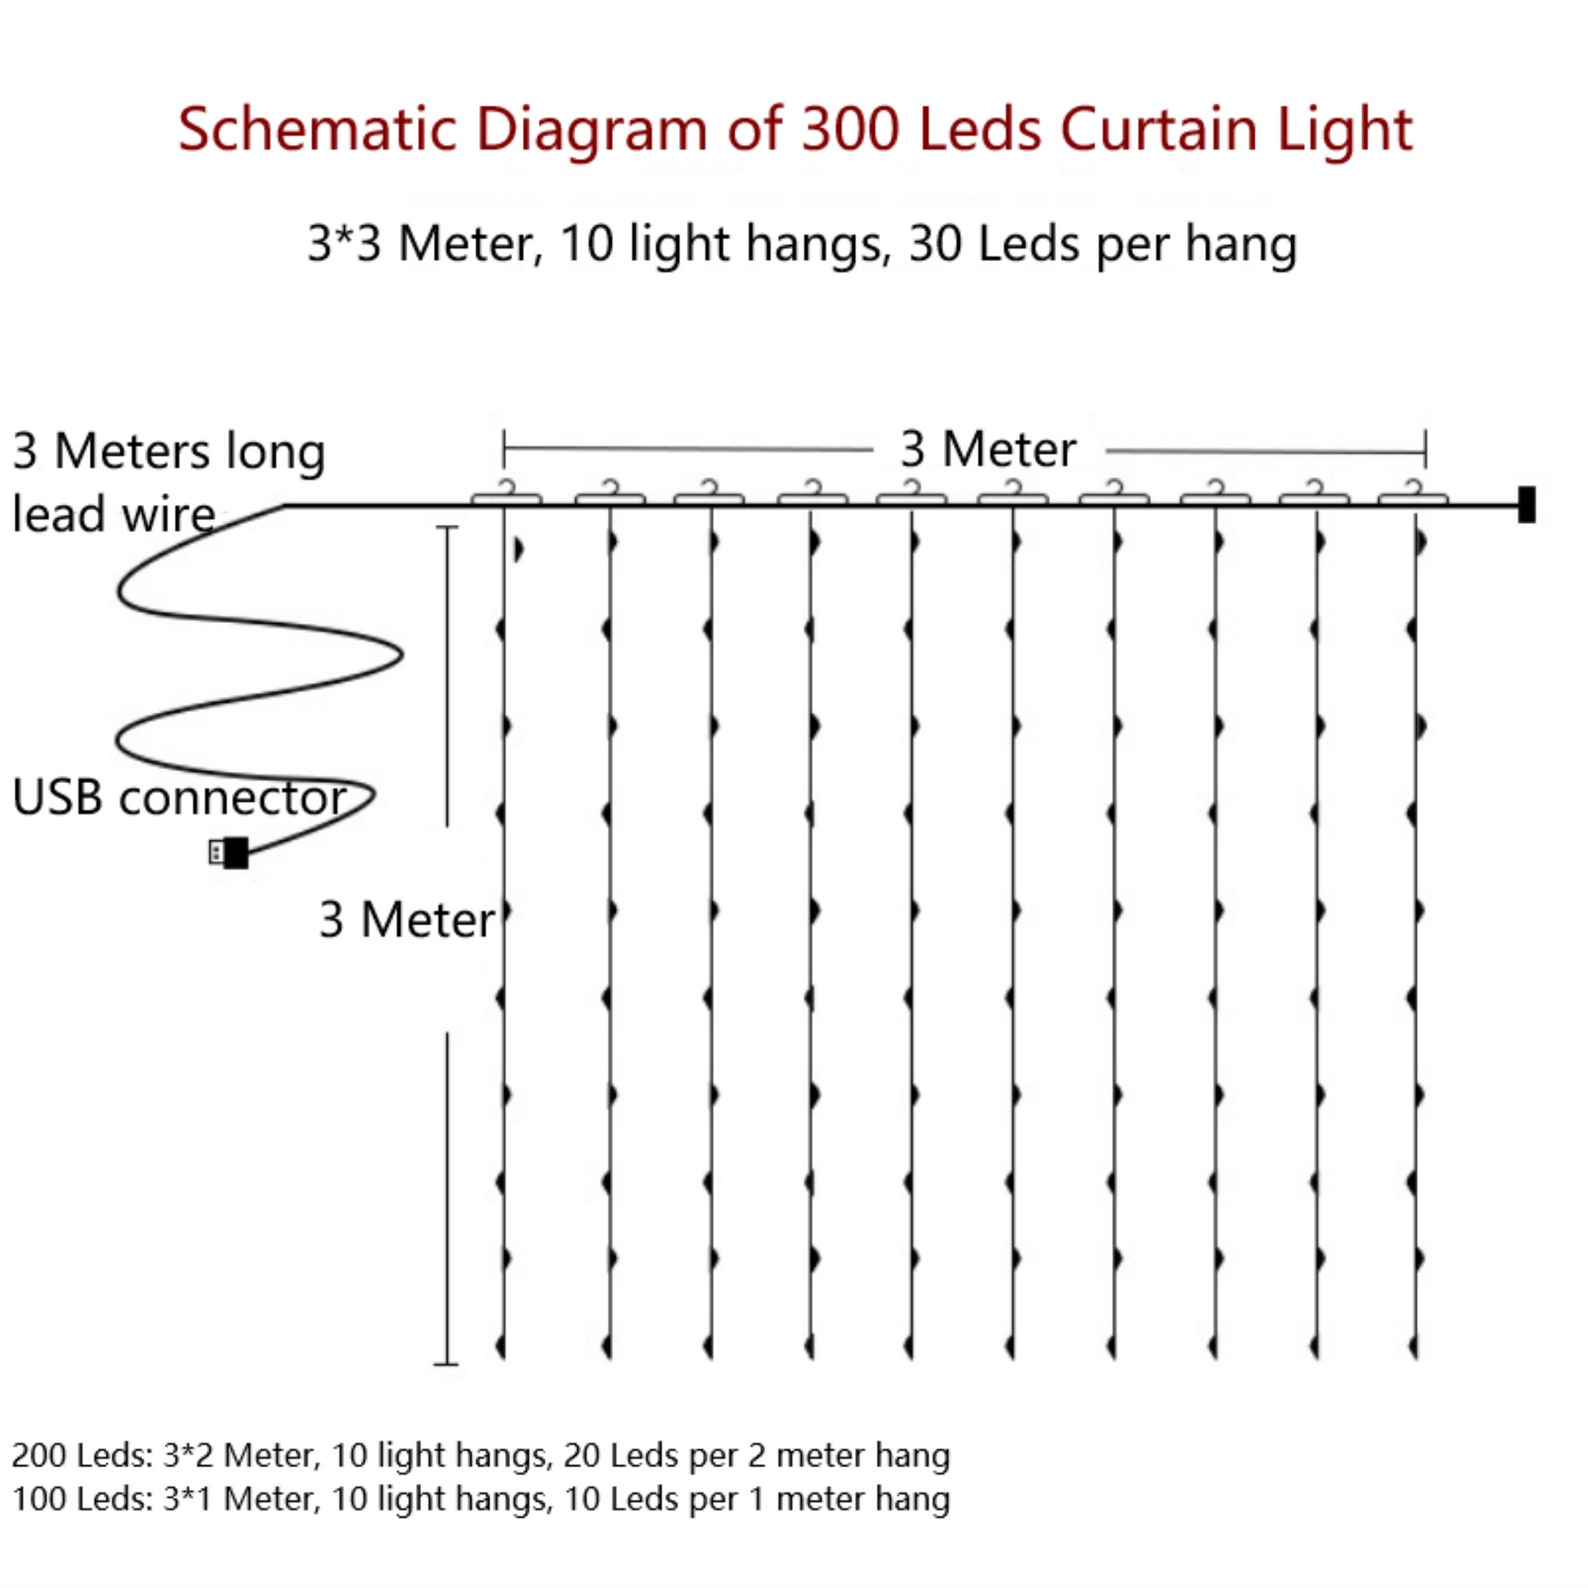 Schematic Diagram of 300 Leds Curtain Light
3*3 Meter, 10 light hangs, 30 Leds per hang
3 Meters long
lead wire
3 Meter
USB connector
3 Meter
200 Leds: 3*2 Meter, 10 light hangs, 20 Leds per 2 meter hang
100 Leds: 3*1 Meter, 10 light hangs, 10 Leds per 1 meter hang